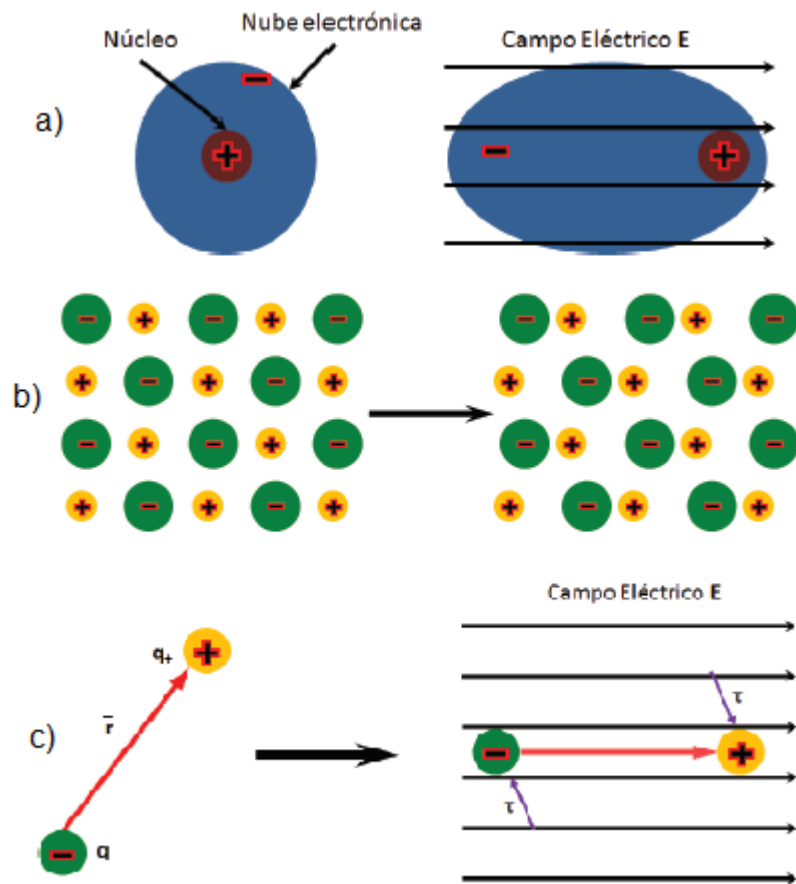 Nube electrónica
Núcleo
Campo Eléctrico E
a)
b)
Campo Eléctrico E
q+
r̄
τ
c)
τ
q